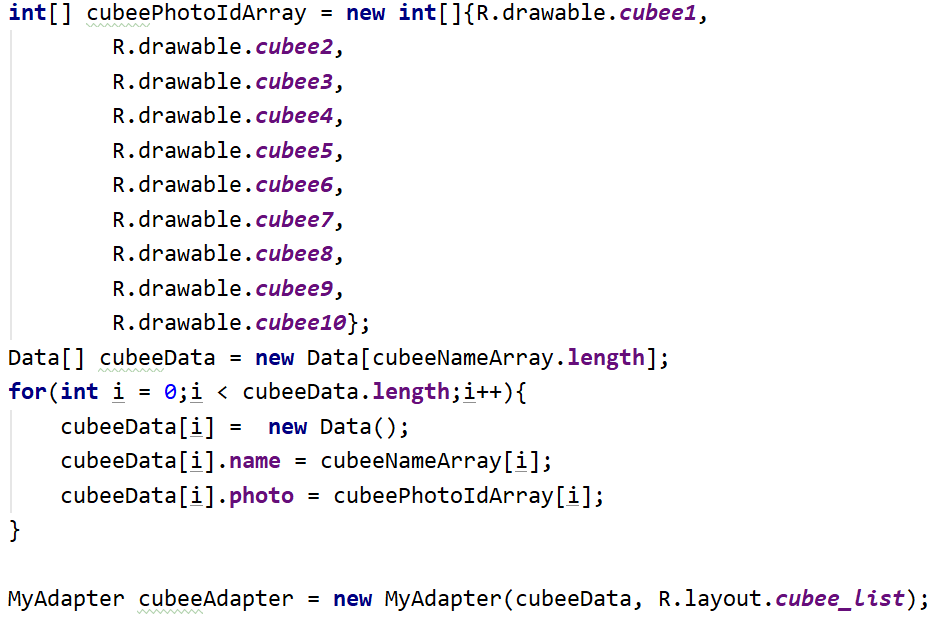 int[] cubeePhotoIdArray = new int[]{R.drawable.cubee1,
        R.drawable.cubee2,
        R.drawable.cubee3,
        R.drawable.cubee4,
        R.drawable.cubee5,
        R.drawable.cubee6,
        R.drawable.cubee7,
        R.drawable.cubee8,
        R.drawable.cubee9,
        R.drawable.cubee10};
Data[] cubeeData = new Data[cubeeNameArray.length];
for(int i = 0;i < cubeeData.length;i++){
    cubeeData[i] =  new Data();
    cubeeData[i].name = cubeeNameArray[i];
    cubeeData[i].photo = cubeePhotoIdArray[i];
}

MyAdapter cubeeAdapter = new MyAdapter(cubeeData, R.layout.cubee_list);